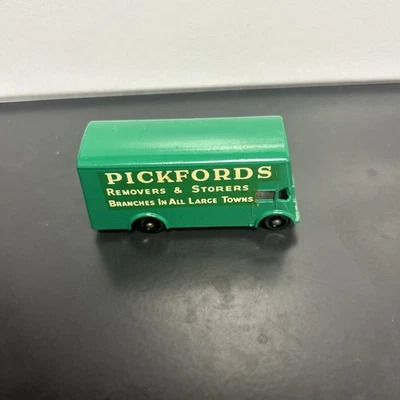 PICKFORDS
REMOVERS & STORERS
BRANCHES IN ALL LARGE TOWNS